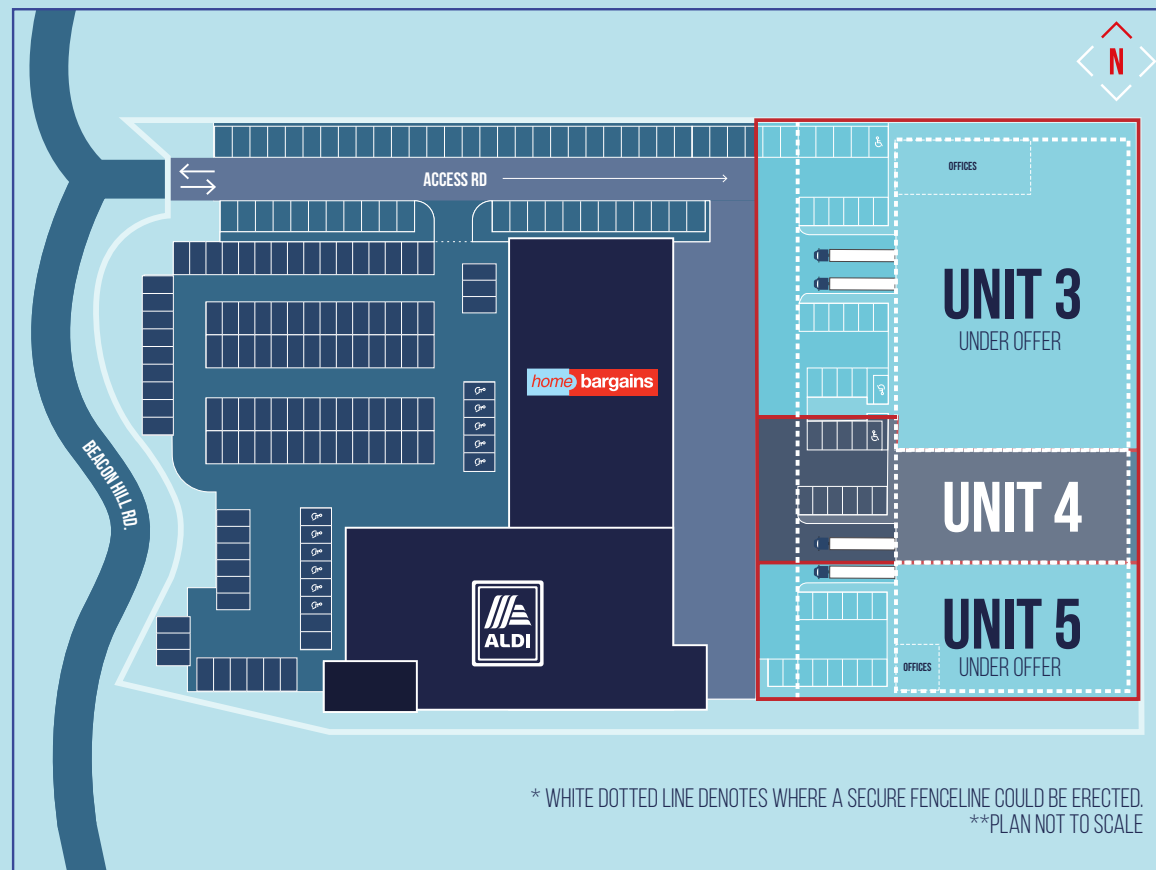 N
ACCESS RD
OFFICES
UNIT 3
UNDER OFFER
home bargains
BEACON HILL RD.
UNIT 4
ALDI
UNIT 5
UNDER OFFER
OFFICES
* WHITE DOTTED LINE DENOTES WHERE A SECURE FENCELINE COULD BE ERECTED.
**PLAN NOT TO SCALE